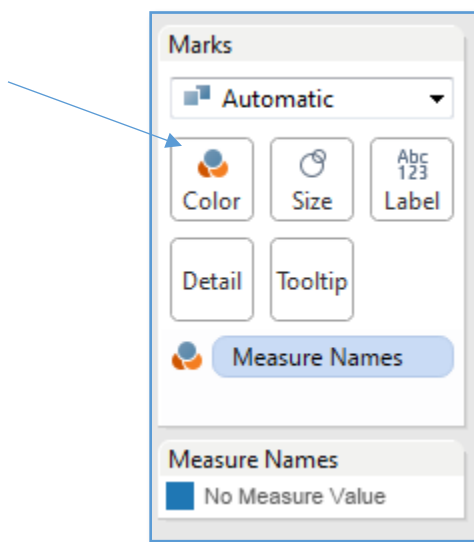 Marks
Automatic
Color
Size
Abc
123
Label
Detail
Tooltip
Measure Names
Measure Names
No Measure Value